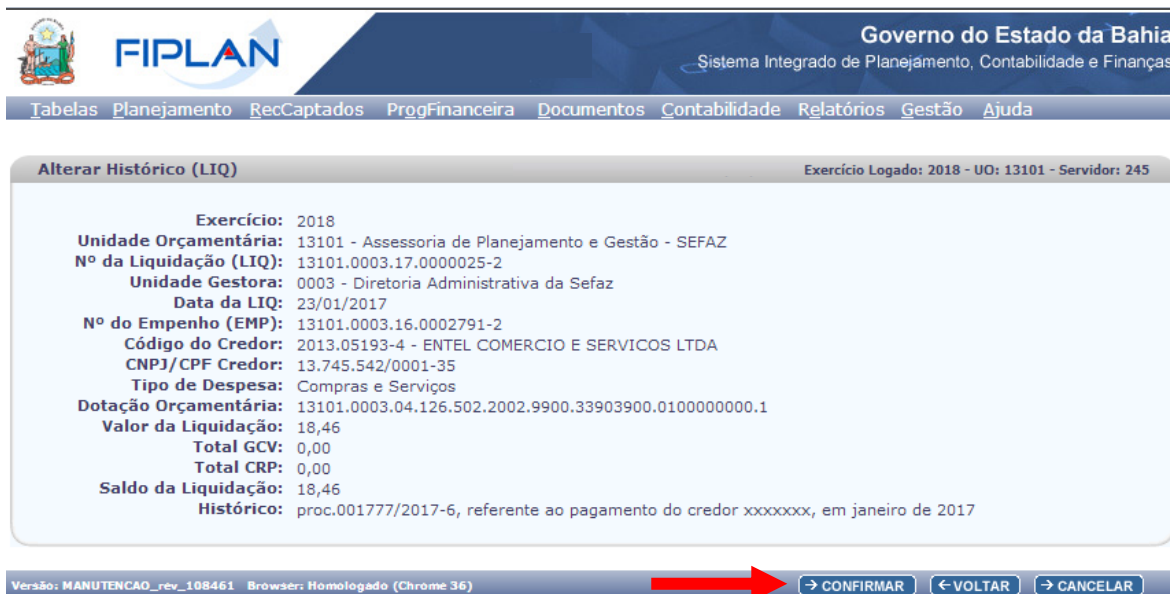 FIPLAN
Governo do Estado da Bahia
Sistema Integrado de Planejamento, Contabilidade e Finanças
Tabelas Planejamento RecCaptados ProgFinanceira Documentos Contabilidade Relatórios Gestão Ajuda
Alterar Histórico (LIQ) Exercício Logado: 2018 - UO: 13101 - Servidor: 245
Exercício: 2018
Unidade Orçamentária: 13101 - Assessoria de Planejamento e Gestão - SEFAZ
Nº da Liquidação (LIQ): 13101.0003.17.0000025-2
Unidade Gestora: 0003 - Diretoria Administrativa da Sefaz
Data da LIQ: 23/01/2017
Nº do Empenho (EMP): 13101.0003.16.0002791-2
Código do Credor: 2013.05193-4 - ENTEL COMERCIO E SERVICOS LTDA
CNPJ/CPF Credor: 13.745.542/0001-35
Tipo de Despesa: Compras e Serviços
Dotação Orçamentária: 13101.0003.04.126.502.2002.9900.33903900.0100000000.1
Valor da Liquidação: 18,46
Total GCV: 0,00
Total CRP: 0,00
Saldo da Liquidação: 18,46
Histórico: proc.001777/2017-6, referente ao pagamento do credor xxxxxxx, em janeiro de 2017
Versão: MANUTENCAO_rev_108461 Browser: Homologado (Chrome 36) → CONFIRMAR ← VOLTAR → CANCELAR